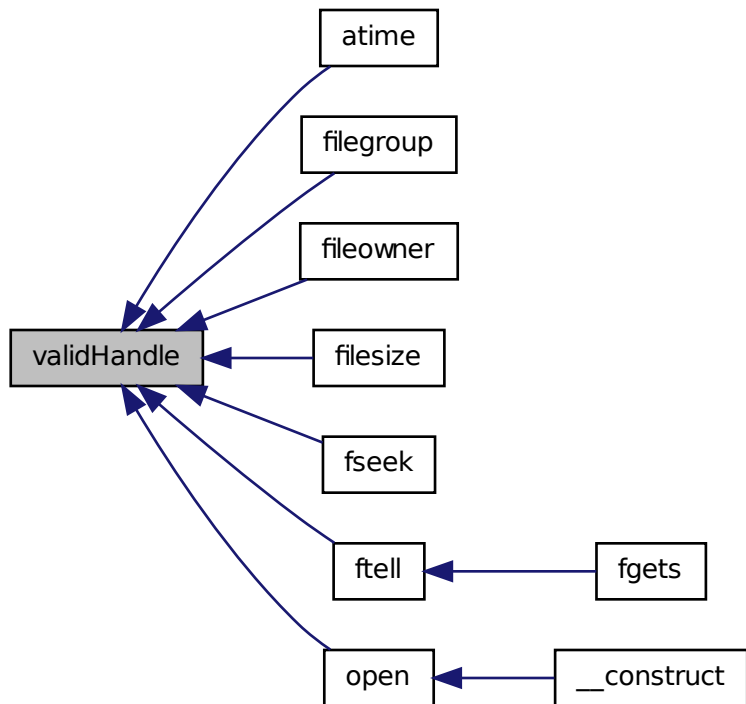 atime
filegroup
fileowner
validHandle
filesize
fseek
ftell
fgets
open
__construct